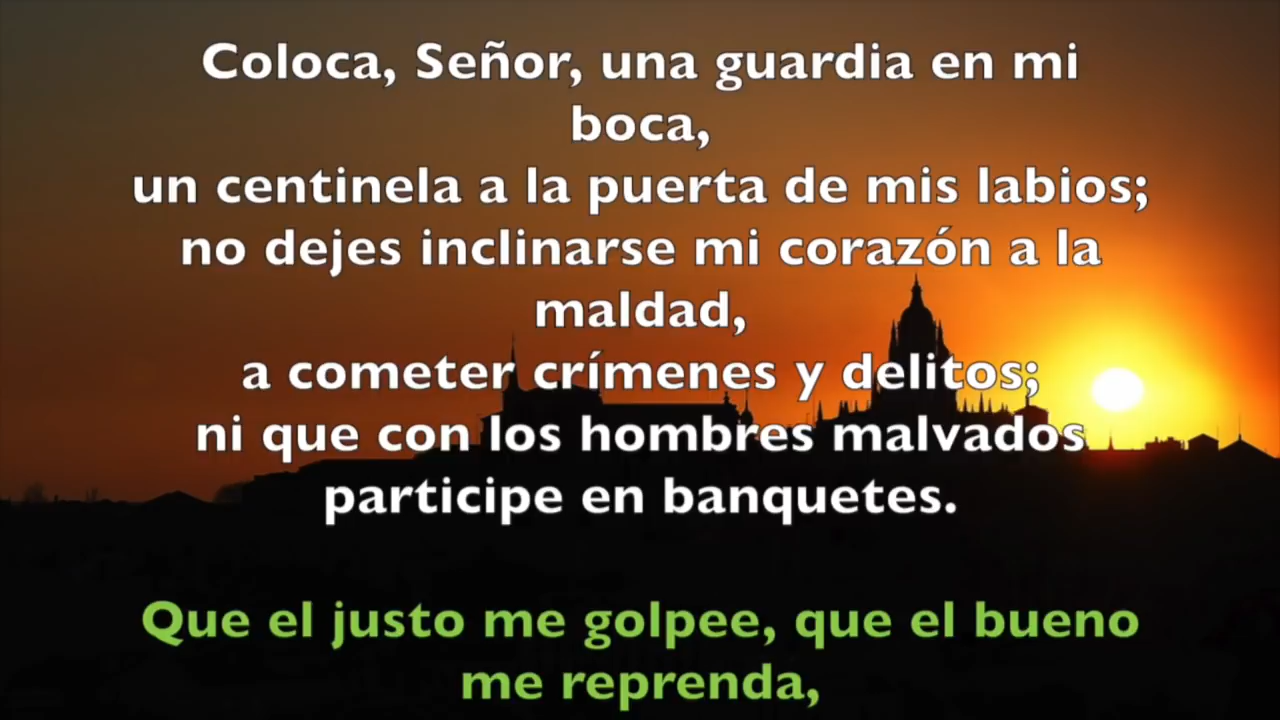 Coloca, Señor, una guardia en mi
boca,
un centinela a la puerta de mis labios;
no dejes inclinarse mi corazón a la
maldad,
a cometer crímenes y delitos;
ni que con los hombres malvados
participe en banquetes.
Que el justo me golpee, que el bueno
me reprenda,